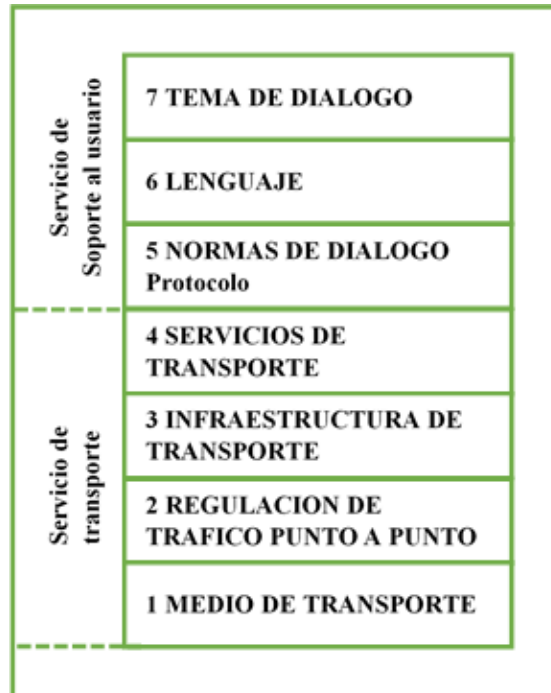 Servicio de
Soporte al usuario
7 TEMA DE DIALOGO
6 LENGUAJE
5 NORMAS DE DIALOGO
Protocolo
Servicio de
transporte
4 SERVICIOS DE
TRANSPORTE
3 INFRAESTRUCTURA DE
TRANSPORTE
2 REGULACION DE
TRAFICO PUNTO A PUNTO
1 MEDIO DE TRANSPORTE